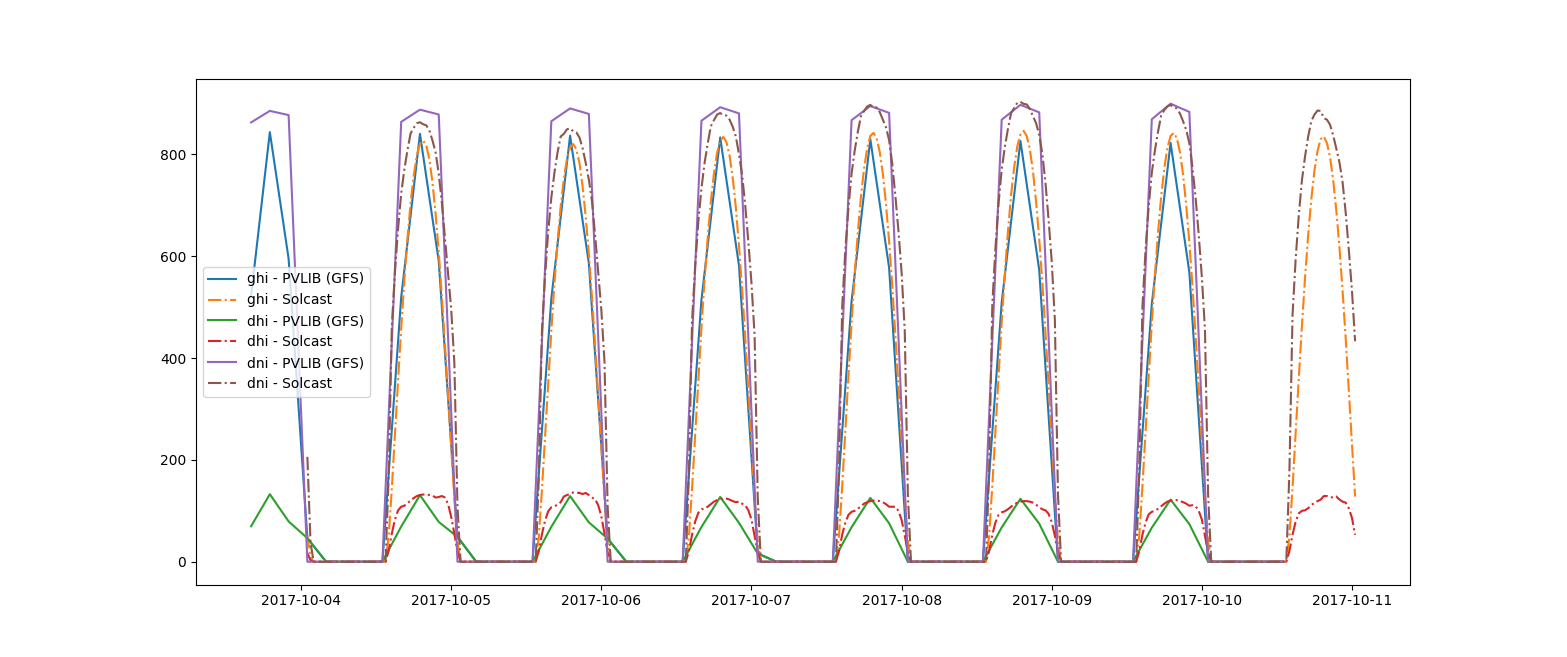 800
600
400
200
0
ghi - PVLIB (GFS)
ghi - Solcast
dhi - PVLIB (GFS)
dhi - Solcast
dni - PVLIB (GFS)
dni - Solcast
2017-10-04 2017-10-05 2017-10-06 2017-10-07 2017-10-08 2017-10-09 2017-10-10 2017-10-11